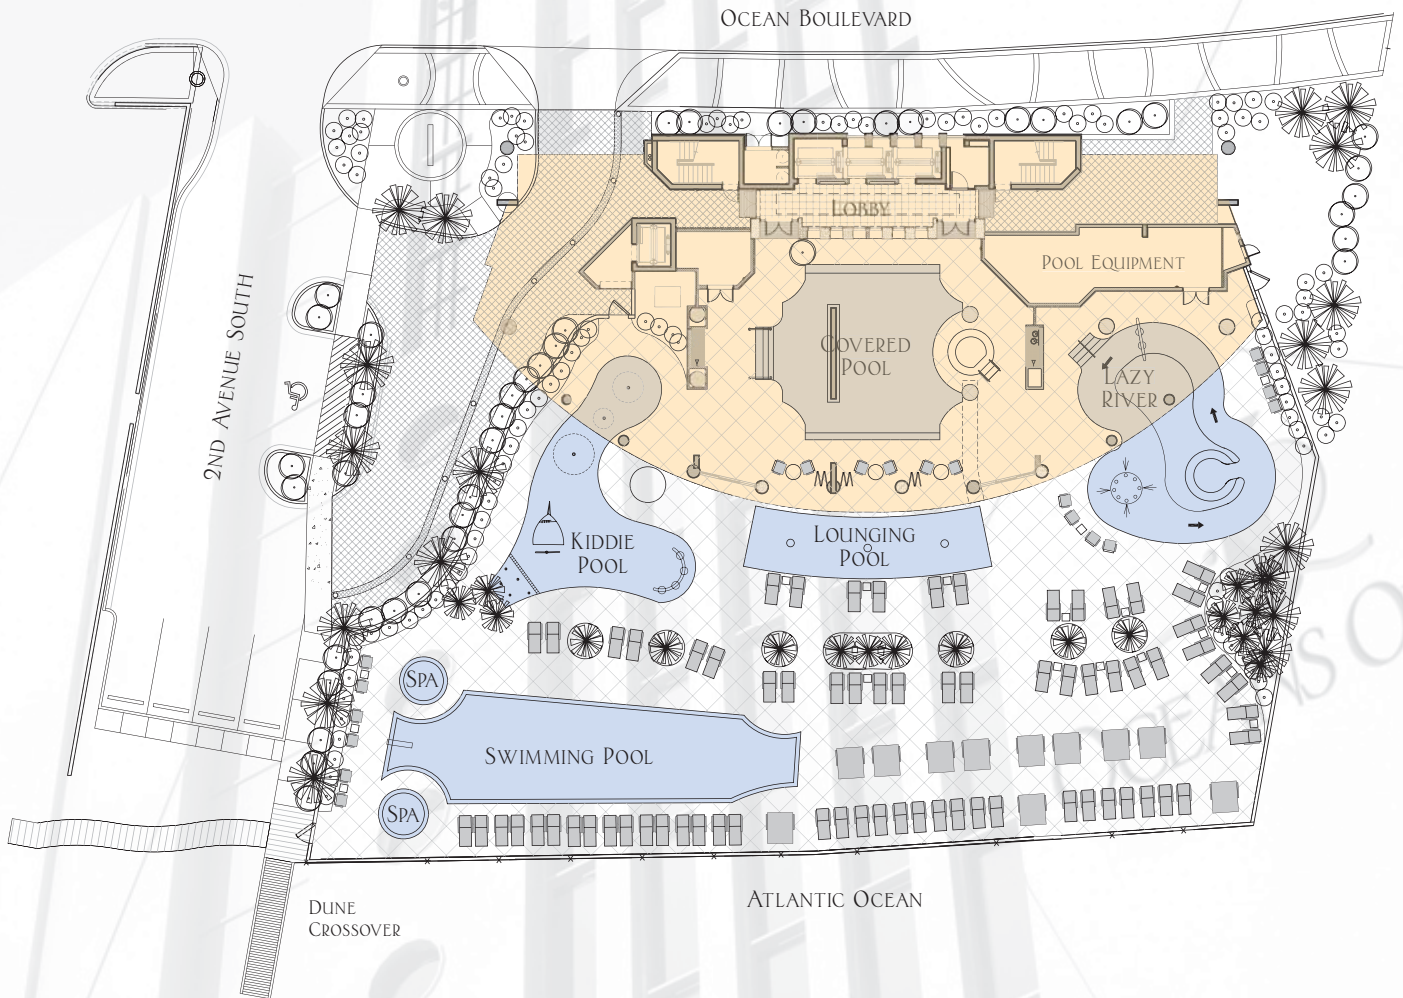 OCEAN BOULEVARD
LOBBY
POOL EQUIPMENT
2ND AVENUE SOUTH
COVERED
POOL
LAZY
RIVER
KIDDIE
POOL
LOUNGING
POOL
SPA
SWIMMING POOL
SPA
OCEANS O
ATLANTIC OCEAN
DUNE
CROSSOVER